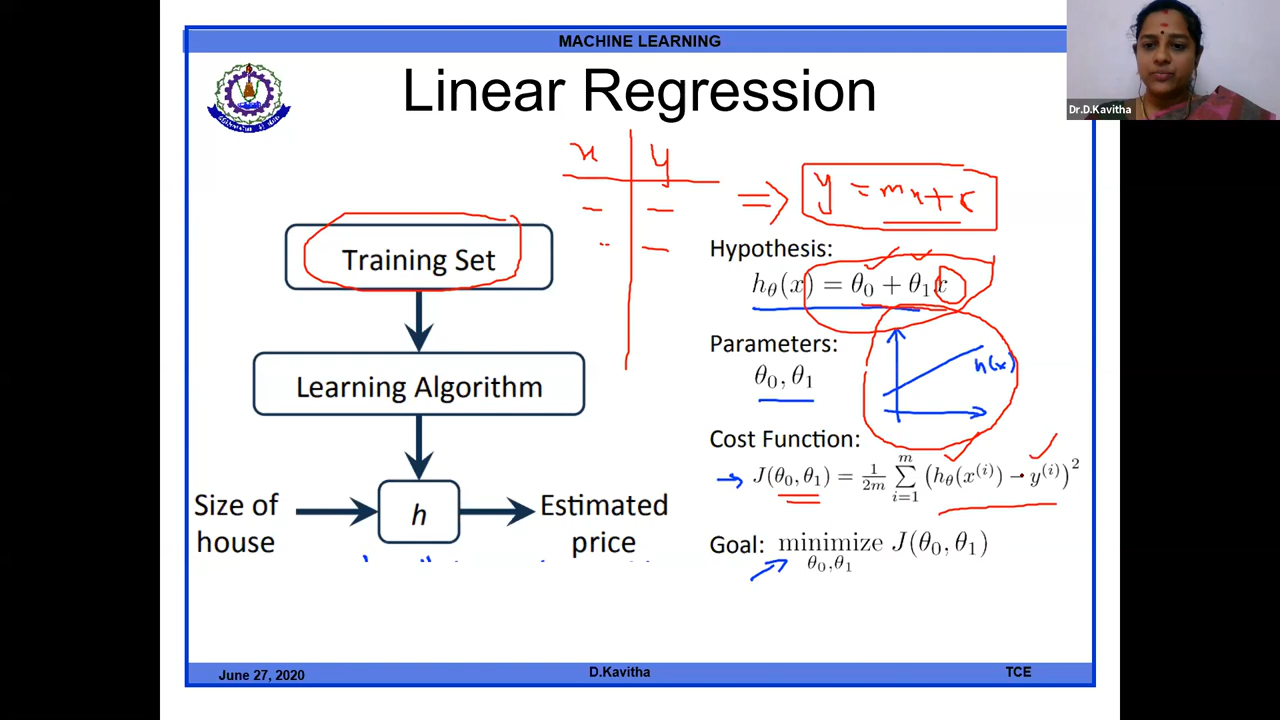 MACHINE LEARNING
Linear Regression
Dr.D.Kavitha
x y
⇒ y = mx + c
Training Set
Learning Algorithm
Size of house
h
Estimated price
Hypothesis:
hθ(x) = θ0 + θ1x
Parameters:
θ0, θ1
h(x)
Cost Function:
→ J(θ0, θ1) = 1/2m ∑ i=1 m (hθ(x(i)) − y(i))2
Goal: minimize J(θ0, θ1)
θ0,θ1
June 27, 2020
D.Kavitha
TCE